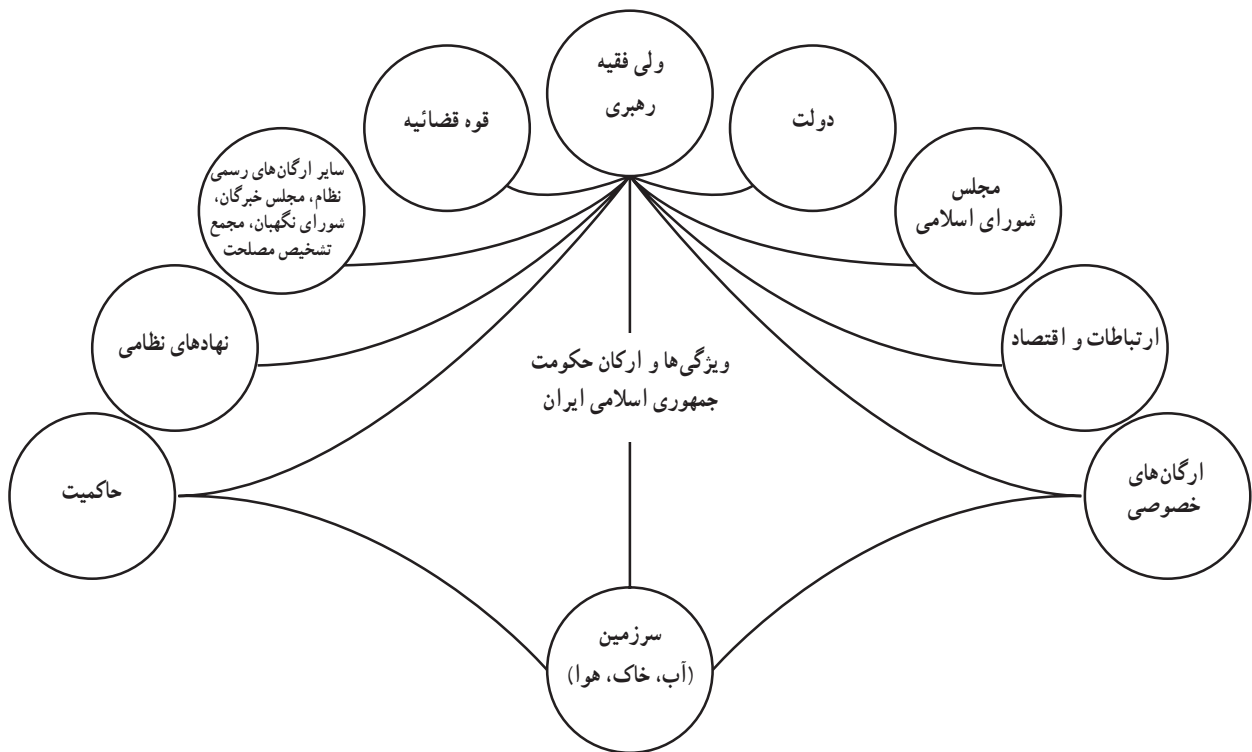 ولی فقیه
رهبری
دولت
قوه قضائیه
مجلس
شورای اسلامی
سایر ارگان‌های رسمی
نظام، مجلس خبرگان،
شورای نگهبان، مجمع
تشخیص مصلحت
ارتباطات و اقتصاد
نهادهای نظامی
ویژگی‌ها و ارکان حکومت
جمهوری اسلامی ایران
ارگان‌های
خصوصی
حاکمیت
سرزمین
(آب، خاک، هوا)